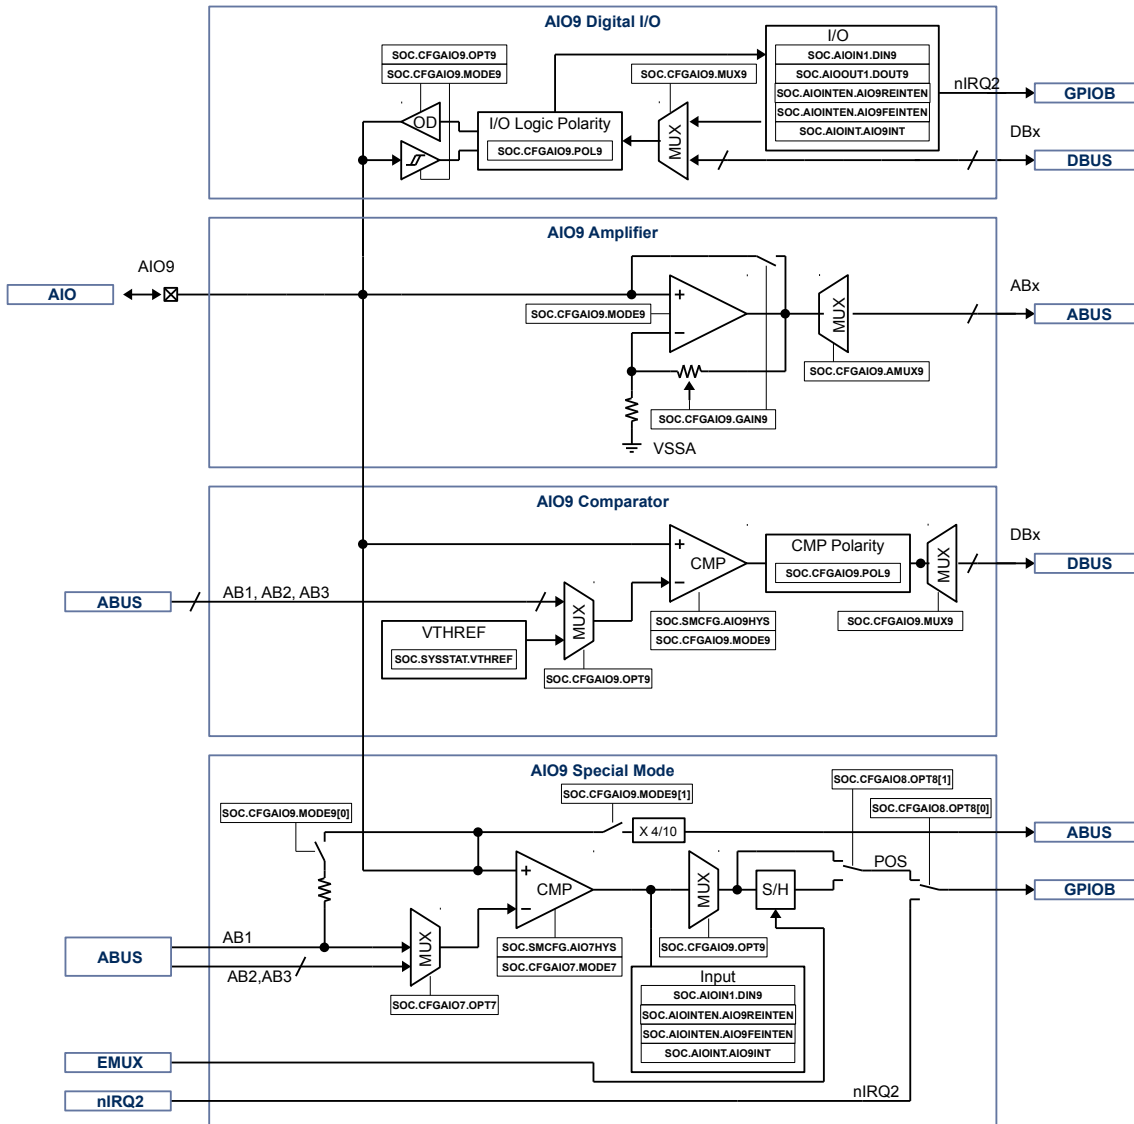 AIO9 Digital I/O
SOC.CFGAIO9.OPT9
SOC.CFGAIO9.MODE9
OD
I/O Logic Polarity
SOC.CFGAIO9.POL9
SOC.CFGAIO9.MUX9
MUX
I/O
SOC.AIOIN1.DIN9
SOC.AIOOUT1.DOUT9
SOC.AIOINTEN.AIO9REINTEN
SOC.AIOINTEN.AIO9FEINTEN
SOC.AIOINT.AIO9INT
nIRQ2
GPIOB
DBx
DBUS
AIO9 Amplifier
AIO
AIO9
SOC.CFGAIO9.MODE9
+
−
MUX
ABx
ABUS
SOC.CFGAIO9.AMUX9
SOC.CFGAIO9.GAIN9
VSSA
AIO9 Comparator
ABUS
AB1, AB2, AB3
VTHREF
SOC.SYSSTAT.VTHREF
MUX
SOC.CFGAIO9.OPT9
+
CMP
−
SOC.SMCFG.AIO9HYS
SOC.CFGAIO9.MODE9
CMP Polarity
SOC.CFGAIO9.POL9
MUX
SOC.CFGAIO9.MUX9
DBx
DBUS
AIO9 Special Mode
SOC.CFGAIO9.MODE9[0]
SOC.CFGAIO9.MODE9[1]
X 4/10
SOC.CFGAIO8.OPT8[1]
SOC.CFGAIO8.OPT8[0]
ABUS
POS
GPIOB
+
CMP
−
SOC.SMCFG.AIO7HYS
SOC.CFGAIO7.MODE7
MUX
SOC.CFGAIO9.OPT9
S/H
ABUS
AB1
AB2,AB3
MUX
SOC.CFGAIO7.OPT7
Input
SOC.AIOIN1.DIN9
SOC.AIOINTEN.AIO9REINTEN
SOC.AIOINTEN.AIO9FEINTEN
SOC.AIOINT.AIO9INT
EMUX
nIRQ2
nIRQ2